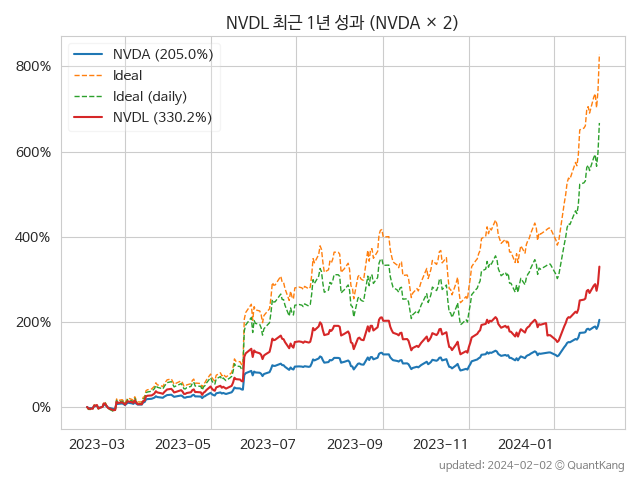 NVDL 최근 1년 성과 (NVDA × 2)
NVDA (205.0%)
Ideal
Ideal (daily)
NVDL (330.2%)
800%
600%
400%
200%
0%
2023-03 2023-05 2023-07 2023-09 2023-11 2024-01
updated: 2024-02-02 © QuantKang